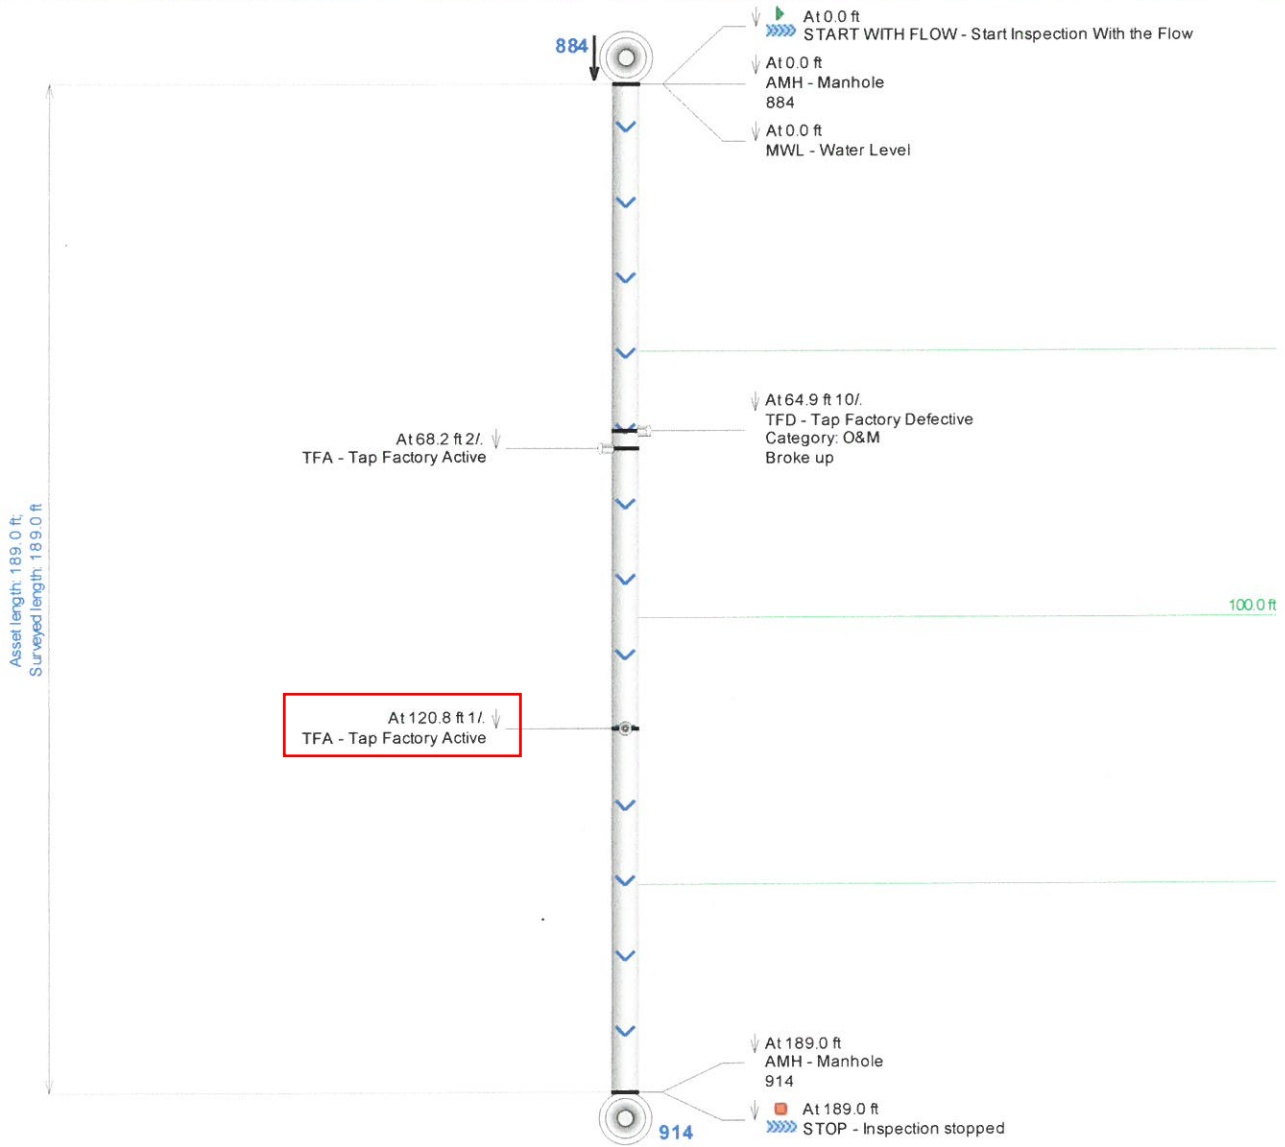 884
At 0.0 ft
START WITH FLOW - Start Inspection With the Flow
At 0.0 ft
AMH - Manhole
884
At 0.0 ft
MWL - Water Level
At 64.9 ft 10/.
TFD - Tap Factory Defective
Category: O&M
Broke up
At 68.2 ft 2/.
TFA - Tap Factory Active
Asset length: 189.0 ft;
Surveyed length: 189.0 ft
100.0 ft
At 120.8 ft 1/.
TFA - Tap Factory Active
At 189.0 ft
AMH - Manhole
914
At 189.0 ft
STOP - Inspection stopped
914